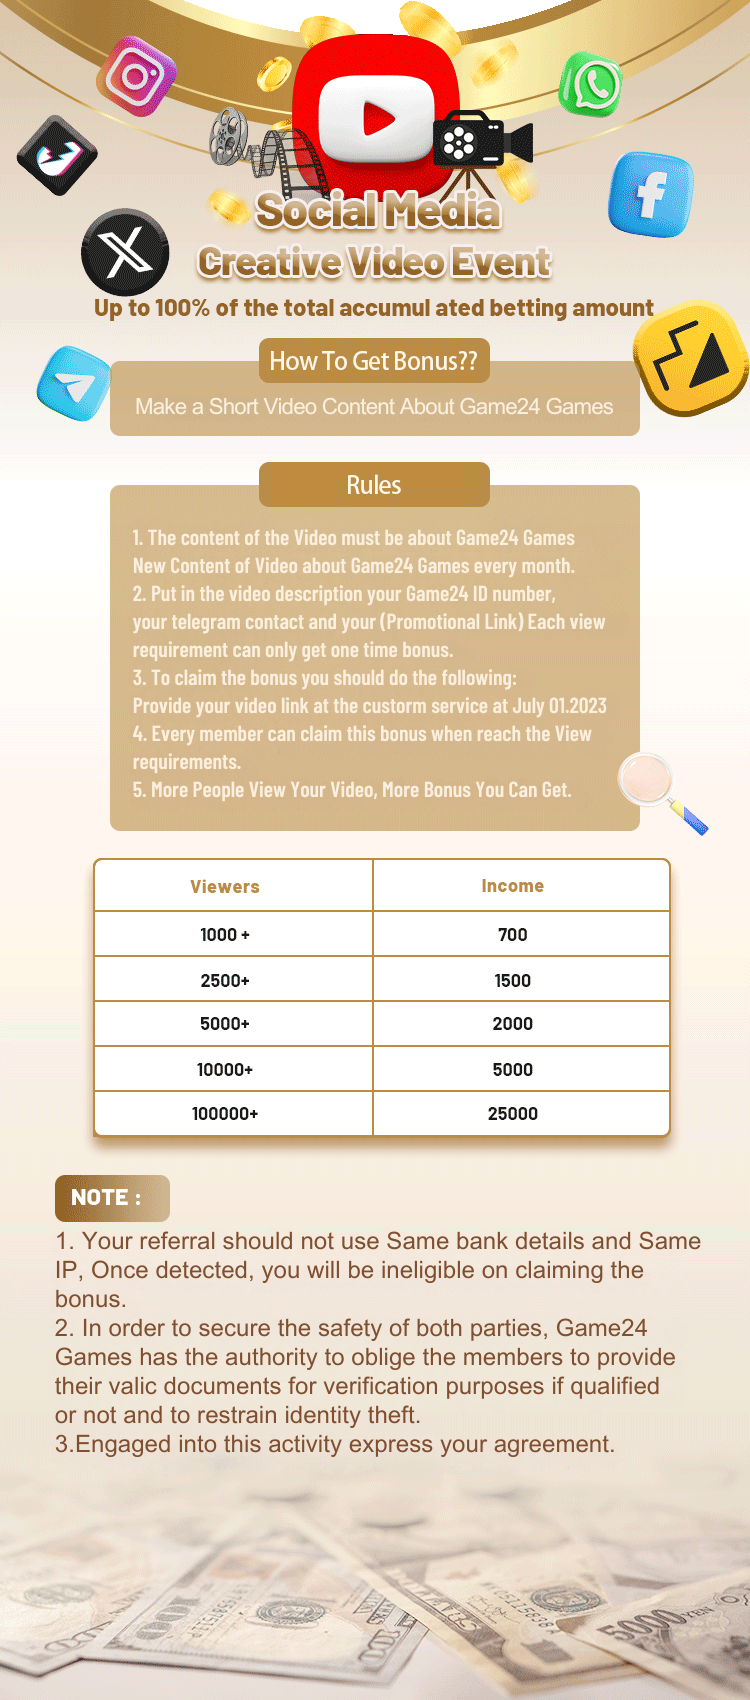 Social Media
Creative Video Event
Up to 100% of the total accumul ated betting amount
How To Get Bonus??
Make a Short Video Content About Game24 Games
Rules
1. The content of the Video must be about Game24 Games
New Content of Video about Game24 Games every month.
2. Put in the video description your Game24 ID number,
your telegram contact and your (Promotional Link) Each view
requirement can only get one time bonus.
3. To claim the bonus you should do the following:
Provide your video link at the custorm service at July 01.2023
4. Every member can claim this bonus when reach the View
requirements.
5. More People View Your Video, More Bonus You Can Get.
Viewers Income
1000 + 700
2500+ 1500
5000+ 2000
10000+ 5000
100000+ 25000
NOTE :
1. Your referral should not use Same bank details and Same
IP, Once detected, you will be ineligible on claiming the
bonus.
2. In order to secure the safety of both parties, Game24
Games has the authority to oblige the members to provide
their valic documents for verification purposes if qualified
or not and to restrain identity theft.
3.Engaged into this activity express your agreement.
100
5000 YEN